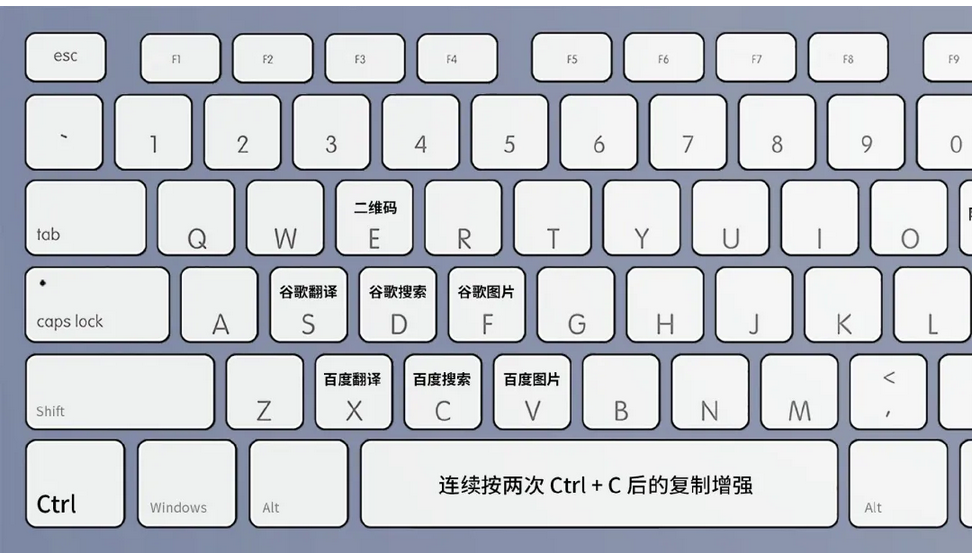 esc F1 F2 F3 F4 F5 F6 F7 F8 F9
` 1 2 3 4 5 6 7 8 9 0
二维码
tab Q W E R T Y U I O
谷歌翻译 谷歌搜索 谷歌图片
caps lock A S D F G H J K L
百度翻译 百度搜索 百度图片 <
Shift Z X C V B N M ,
连续按两次 Ctrl + C 后的复制增强
Ctrl Windows Alt Alt